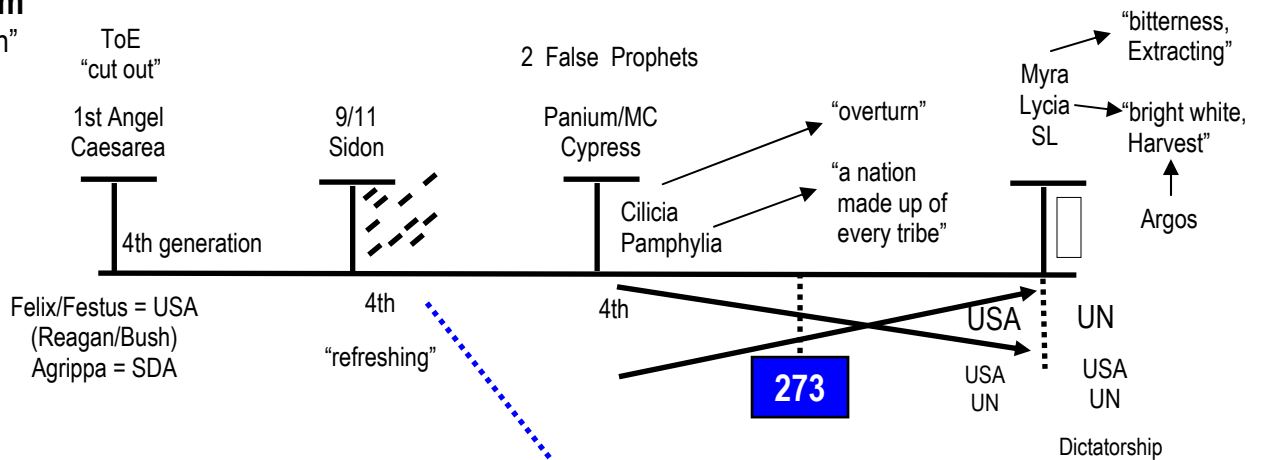 m
n”
ToE
“cut out”
1st Angel
Caesarea
4th generation
Felix/Festus = USA
(Reagan/Bush)
Agrippa = SDA
9/11
Sidon
4th
“refreshing”
2 False Prophets
Panium/MC
Cypress
Cilicia
Pamphylia
4th
“overturn”
“a nation
made up of
every tribe”
273
Myra
Lycia
SL
“bitterness,
Extracting”
“bright white,
Harvest”
Argos
USA
UN
USA
UN
USA
UN
Dictatorship